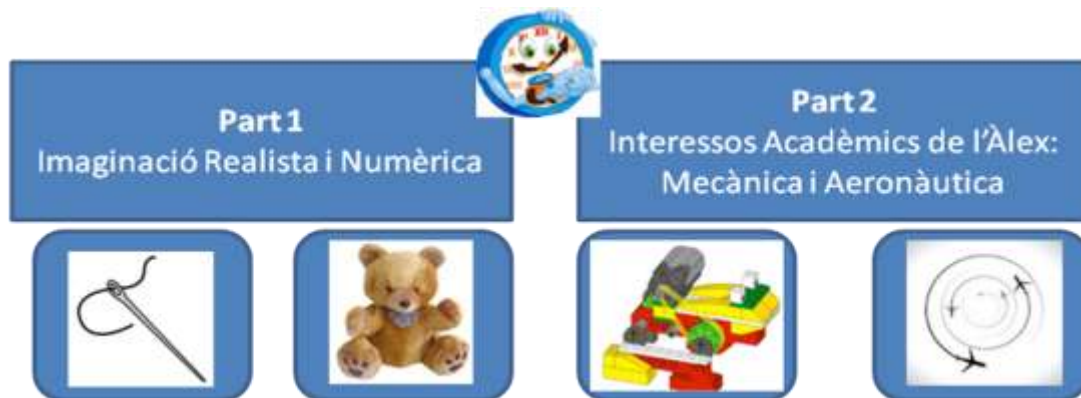 Part 1
Imaginació Realista i Numèrica
Part 2
Interessos Acadèmics de l'Àlex:
Mecànica i Aeronàutica